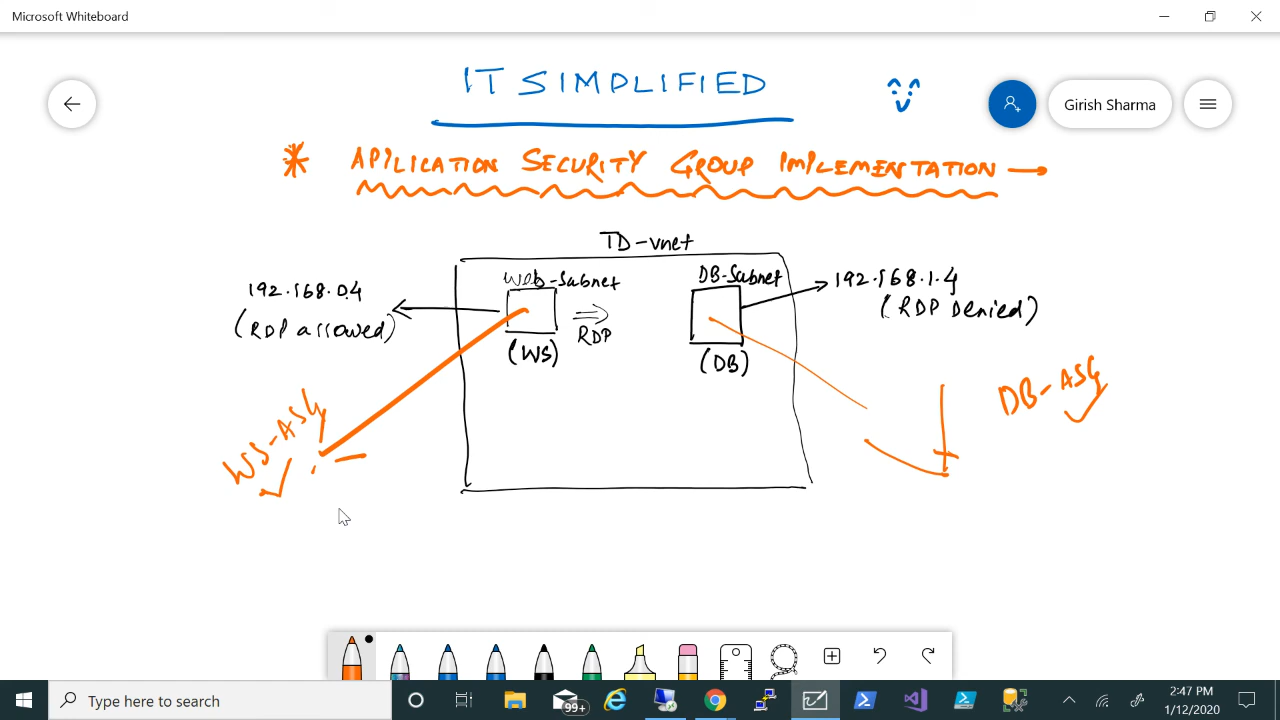 Microsoft Whiteboard
IT SIMPLIFIED
Girish Sharma
* APPLICATION SECURITY GROUP IMPLEMENTATION →
TD-vnet
Web-Subnet
DB-Subnet
192.168.1.4
(RDP Denied)
192.168.0.4
(RDP allowed)
RDP
(WS)
(DB)
WS-ASG
DB-ASG
99+
Type here to search
2:47 PM
1/12/2020